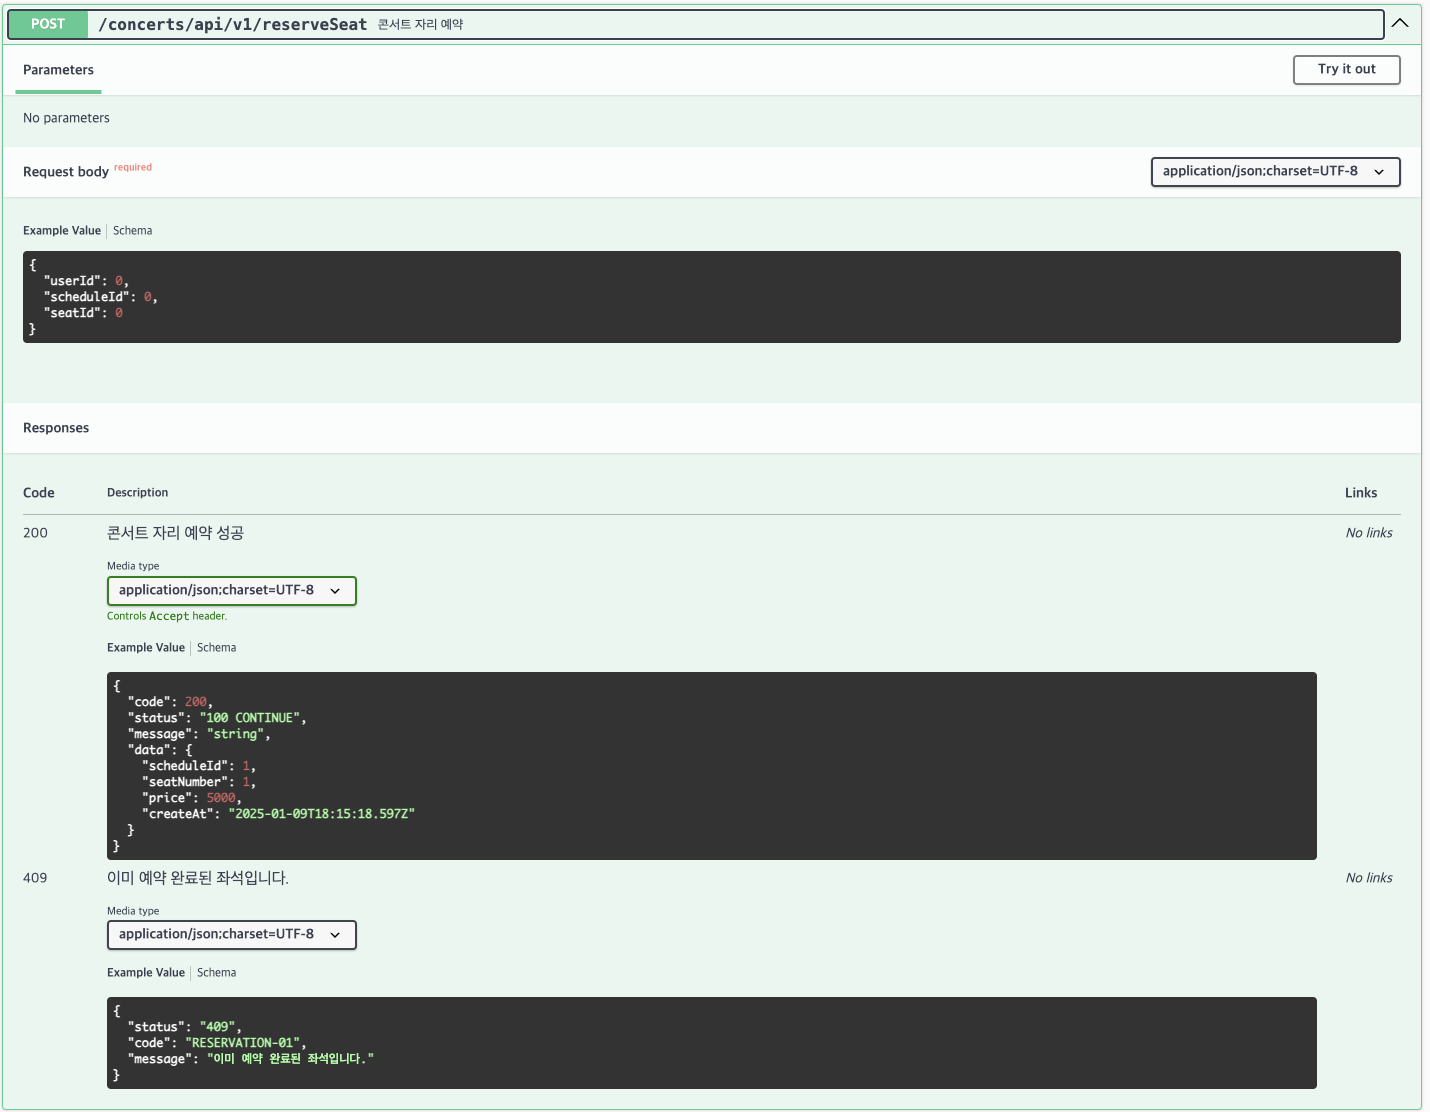 POST /concerts/api/v1/reserveSeat 콘서트 자리 예약
Parameters
Try it out
No parameters
Request body required
application/json;charset=UTF-8
Example Value | Schema
{
  "userId": 0,
  "scheduleId": 0,
  "seatId": 0
}
Responses
Code Description Links
200 콘서트 자리 예약 성공 No links
Media type
application/json;charset=UTF-8
Controls Accept header.
Example Value | Schema
{
  "code": 200,
  "status": "100 CONTINUE",
  "message": "string",
  "data": {
    "scheduleId": 1,
    "seatNumber": 1,
    "price": 5000,
    "createAt": "2025-01-09T18:15:18.597Z"
  }
}
409 이미 예약 완료된 좌석입니다. No links
Media type
application/json;charset=UTF-8
Example Value | Schema
{
  "status": "409",
  "code": "RESERVATION-01",
  "message": "이미 예약 완료된 좌석입니다."
}